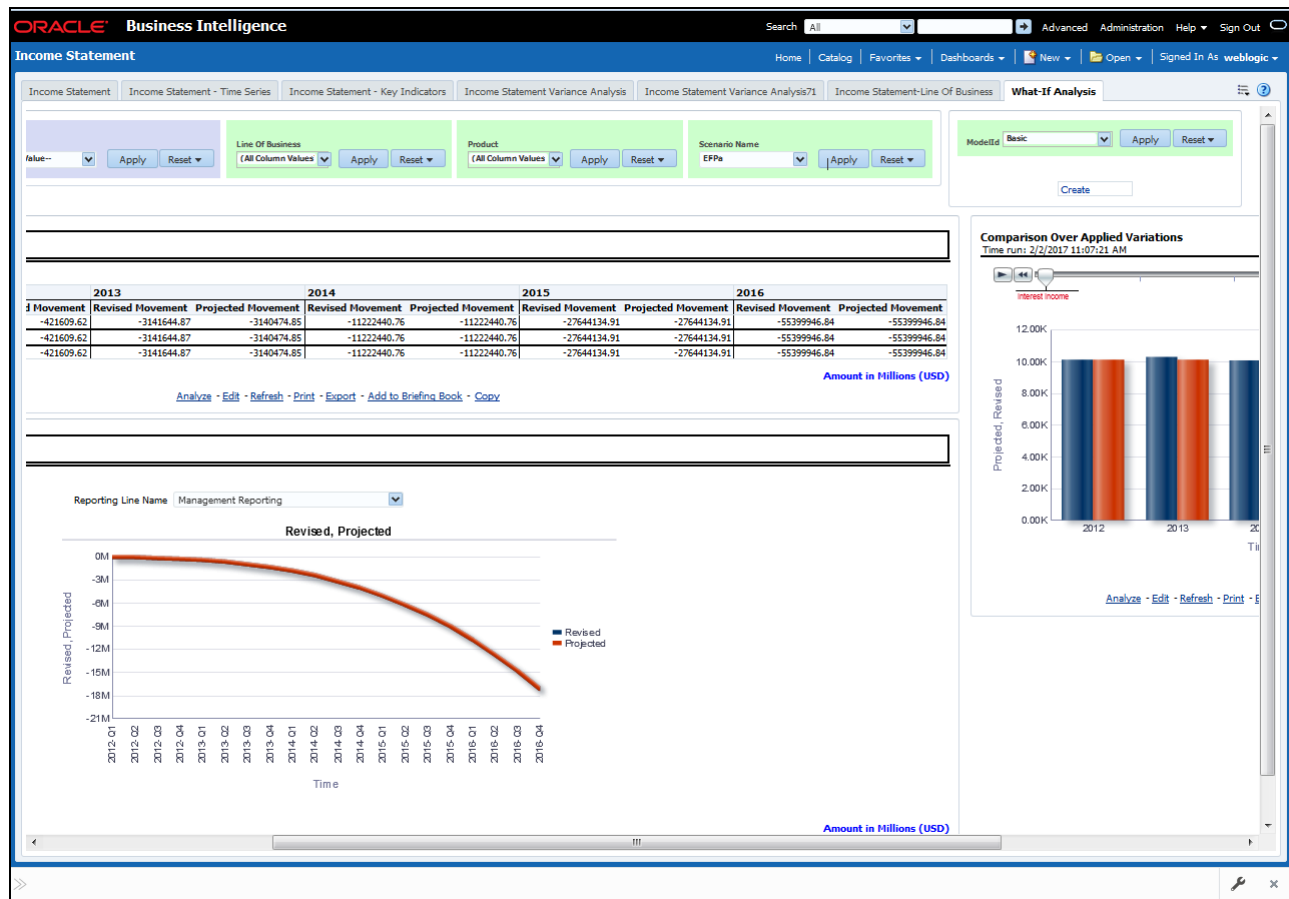 ORACLE Business Intelligence
Search All Advanced Administration Help Sign Out
Income Statement
Home Catalog Favorites Dashboards New Open Signed In As weblogic
Income Statement Income Statement - Time Series Income Statement - Key Indicators Income Statement Variance Analysis Income Statement Variance Analysis71 Income Statement-Line Of Business What-If Analysis
Value-- Apply Reset
Line Of Business
(All Column Values Apply Reset
Product
(All Column Values Apply Reset
Scenario Name
EFPa Apply Reset
ModelId Basic Apply Reset
Create
2013 2014 2015 2016
d Movement Revised Movement Projected Movement Revised Movement Projected Movement Revised Movement Projected Movement Revised Movement Projected Movement
-421609.62 -3141644.87 -3140474.85 -11222440.76 -11222440.76 -27644134.91 -27644134.91 -55399946.84 -55399946.84
-421609.62 -3141644.87 -3140474.85 -11222440.76 -11222440.76 -27644134.91 -27644134.91 -55399946.84 -55399946.84
-421609.62 -3141644.87 -3140474.85 -11222440.76 -11222440.76 -27644134.91 -27644134.91 -55399946.84 -55399946.84
Amount in Millions (USD)
Analyze - Edit - Refresh - Print - Export - Add to Briefing Book - Copy
Reporting Line Name Management Reporting
Revised, Projected
Revised, Projected
0M
-3M
-6M
-9M
-12M
-15M
-18M
-21M
2012-Q1 2012-Q2 2012-Q3 2012-Q4 2013-Q1 2013-Q2 2013-Q3 2013-Q4 2014-Q1 2014-Q2 2014-Q3 2014-Q4 2015-Q1 2015-Q2 2015-Q3 2015-Q4 2016-Q1 2016-Q2 2016-Q3 2016-Q4
Time
Revised
Projected
Amount in Millions (USD)
Comparison Over Applied Variations
Time run: 2/2/2017 11:07:21 AM
Interest Income
Projected, Revised
12.00K
10.00K
8.00K
6.00K
4.00K
2.00K
0.00K
2012 2013 20
Ti
Analyze - Edit - Refresh - Print - E